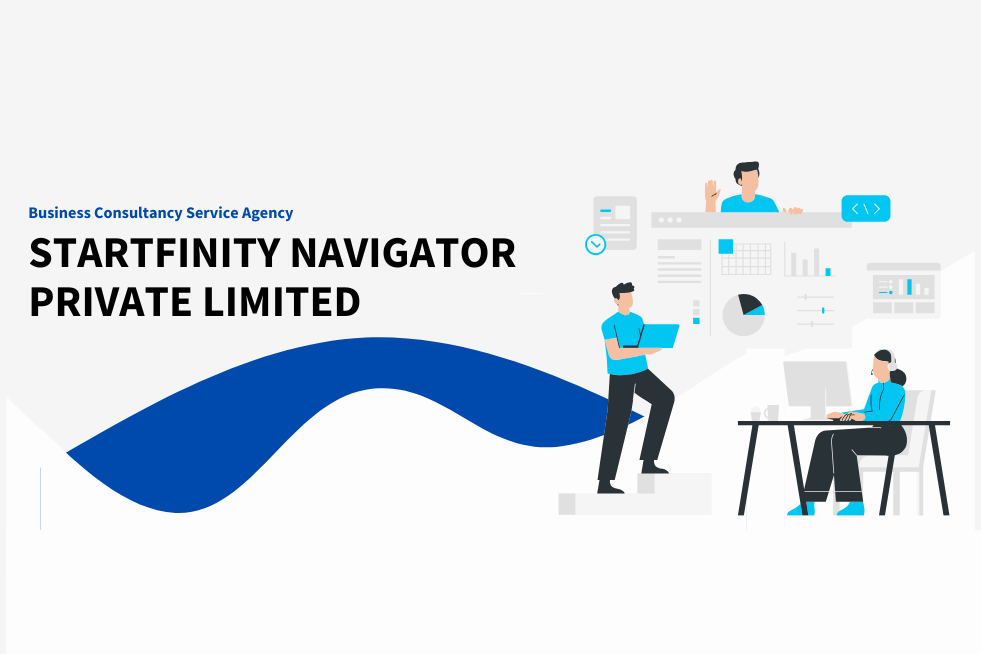 Business Consultancy Service Agency
STARTFINITY NAVIGATOR
PRIVATE LIMITED